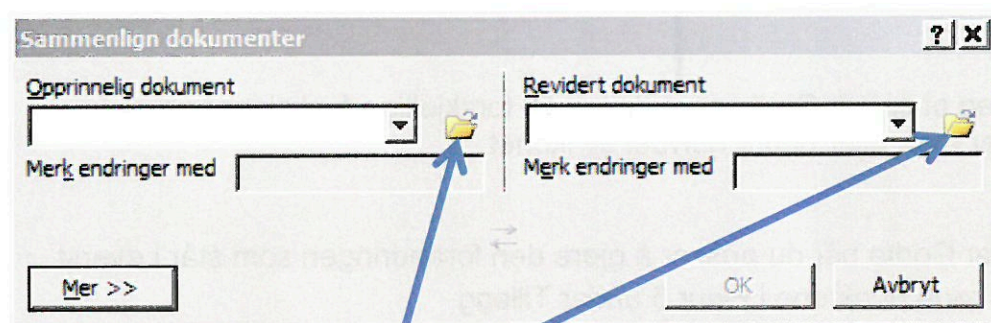 Sammenlign dokumenter
Opprinnelig dokument
Revidert dokument
Merk endringer med
Merk endringer med
Mer >>
OK
Avbryt